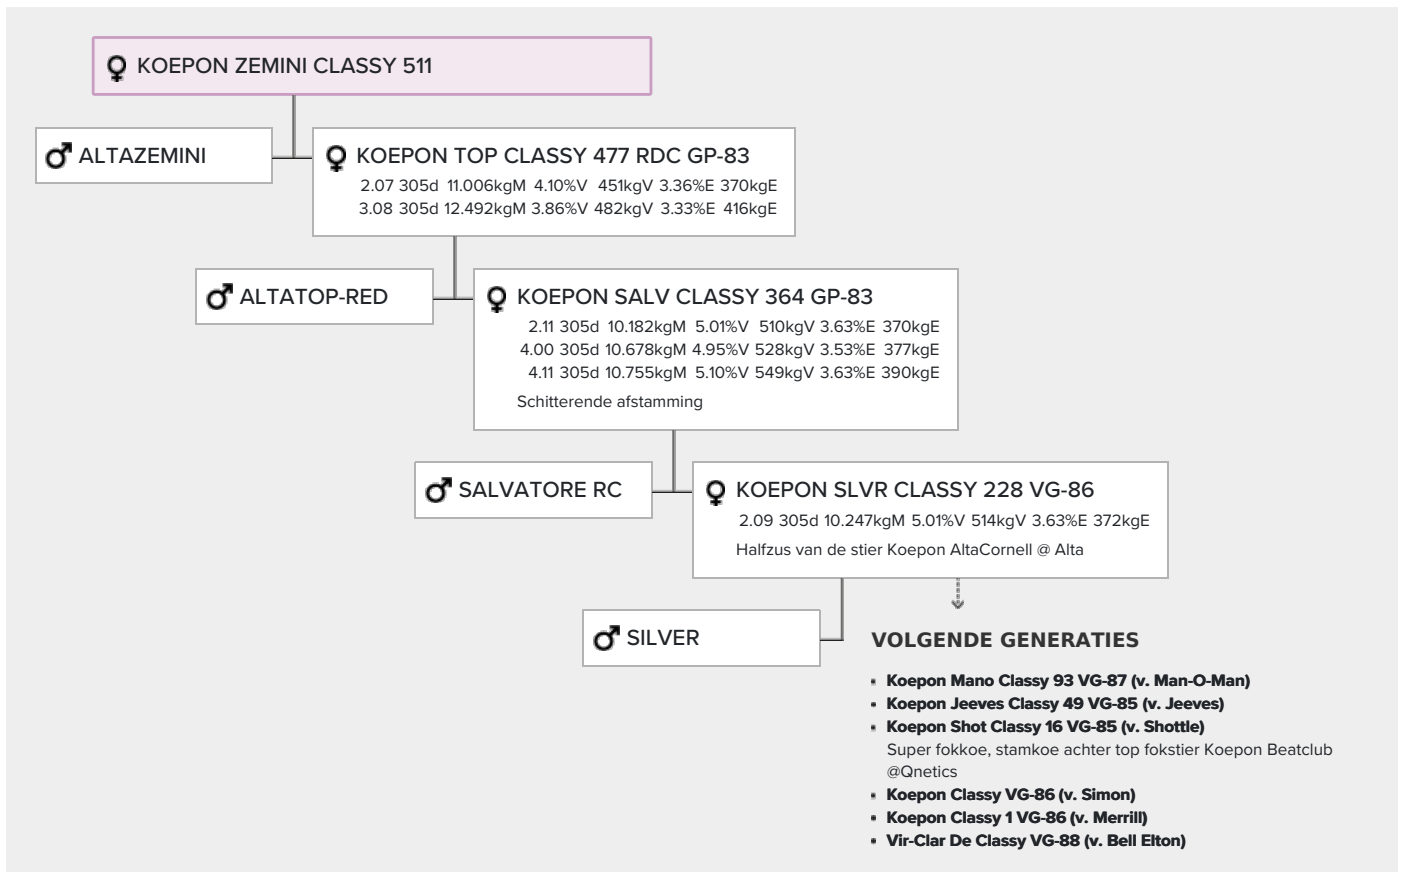 KOEPON ZEMINI CLASSY 511
ALTAZEMINI
KOEPON TOP CLASSY 477 RDC GP-83
2.07 305d 11.006kgM 4.10%V 451kgV 3.36%E 370kgE
3.08 305d 12.492kgM 3.86%V 482kgV 3.33%E 416kgE
ALTATOP-RED
KOEPON SALV CLASSY 364 GP-83
2.11 305d 10.182kgM 5.01%V 510kgV 3.63%E 370kgE
4.00 305d 10.678kgM 4.95%V 528kgV 3.53%E 377kgE
4.11 305d 10.755kgM 5.10%V 549kgV 3.63%E 390kgE
Schitterende afstamming
SALVATORE RC
KOEPON SLVR CLASSY 228 VG-86
2.09 305d 10.247kgM 5.01%V 514kgV 3.63%E 372kgE
Halfzus van de stier Koepon AltaCornell @ Alta
SILVER
VOLGENDE GENERATIES
Koepon Mano Classy 93 VG-87 (v. Man-O-Man)
Koepon Jeeves Classy 49 VG-85 (v. Jeeves)
Koepon Shot Classy 16 VG-85 (v. Shottle)
Super fokkoe, stamkoe achter top fokstier Koepon Beatclub
@Qnetics
Koepon Classy VG-86 (v. Simon)
Koepon Classy 1 VG-86 (v. Merrill)
Vir-Clar De Classy VG-88 (v. Bell Elton)